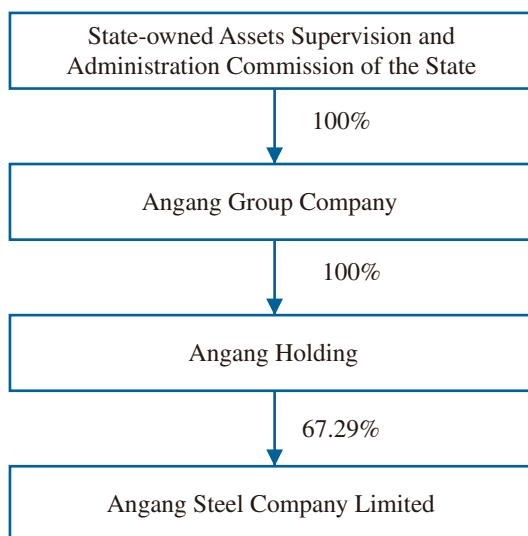 State-owned Assets Supervision and
Administration Commission of the State
100%
Angang Group Company
100%
Angang Holding
67.29%
Angang Steel Company Limited